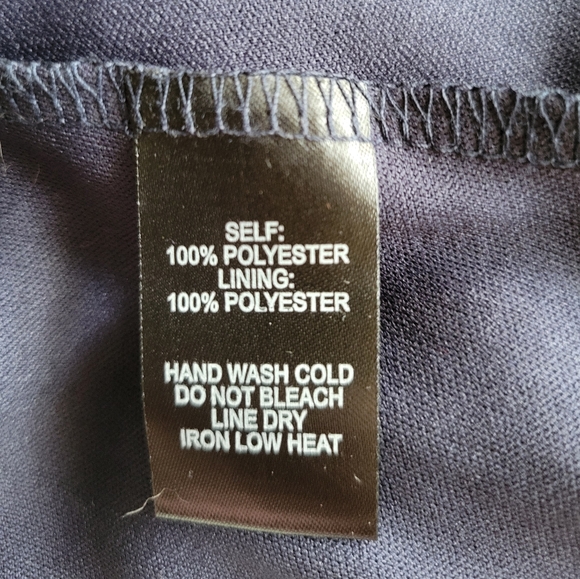 SELF:
100% POLYESTER
LINING:
100% POLYESTER
HAND WASH COLD
DO NOT BLEACH
LINE DRY
IRON LOW HEAT